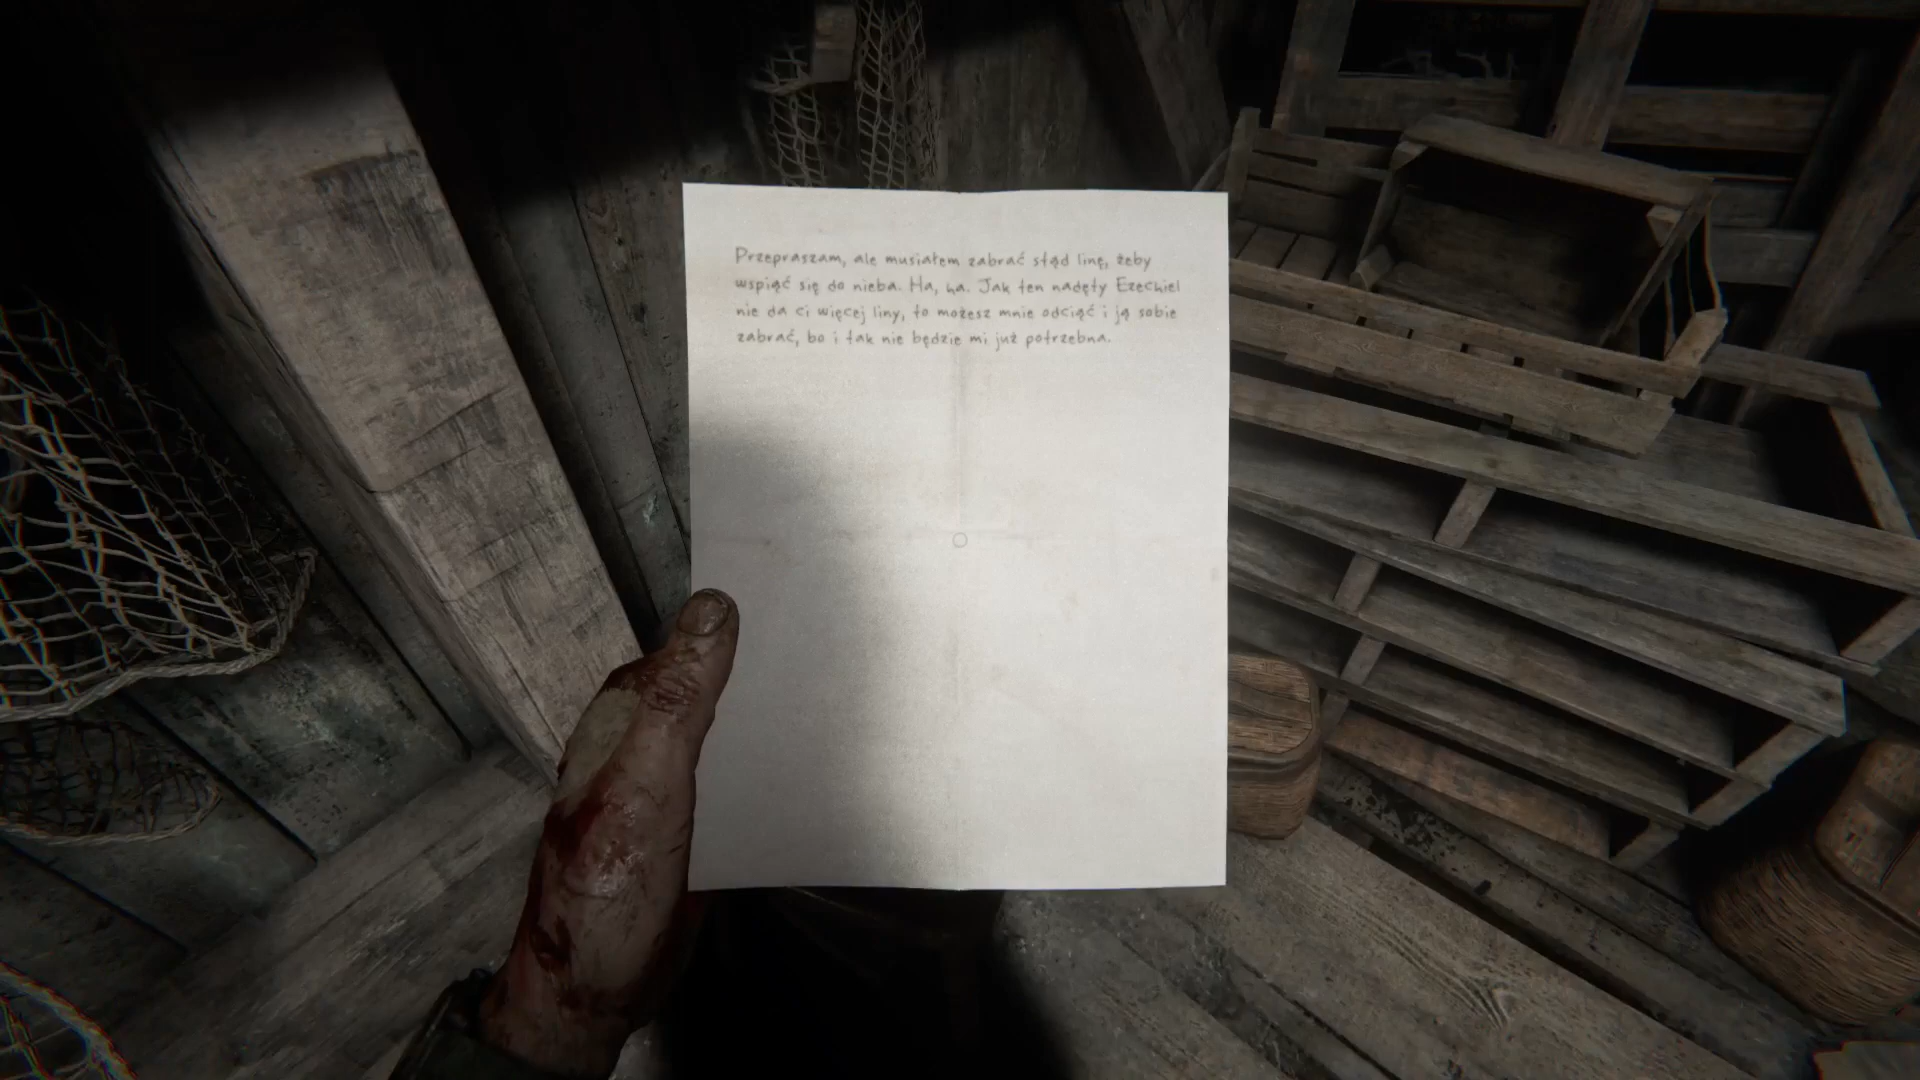 Przepraszam, ale musiałem zabrać stąd linę, żeby
wspiąć się do nieba. Ha, ha. Jak ten nadęty Ezechiel
nie da ci więcej liny, to możesz mnie odciąć i ją sobie
zabrać, bo i tak nie będzie mi już potrzebna.